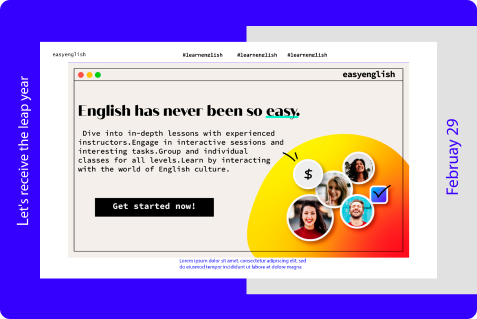 easyenglish
#learnenglish #learnenglish #learnenglish
easyenglish
English has never been so easy.
Dive into in-depth lessons with experienced
instructors.Engage in interactive sessions and
interesting tasks.Group and individual
classes for all levels.Learn by interacting
with the world of English culture.
$
Get started now!
Lorem ipsum dolor sit amet, consectetur adipiscing elit, sed
do eiusmod tempor incididunt ut labore et dolore magna
Let's receive the leap year
Februay 29